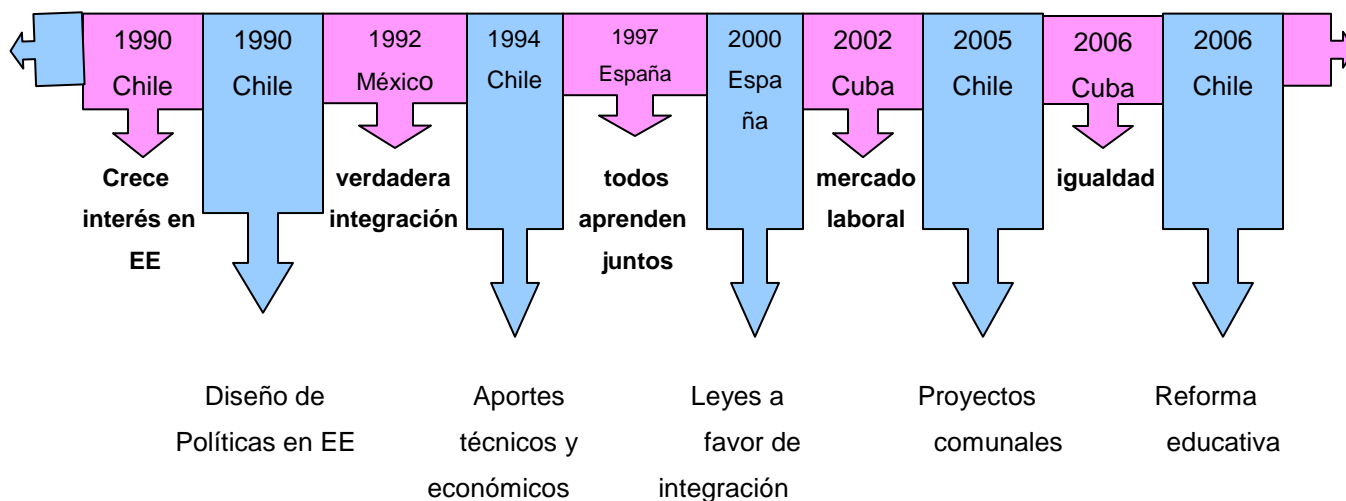 1990
Chile
1990
Chile
1992
México
1994
Chile
1997
España
2000
Espa
ña
2002
Cuba
2005
Chile
2006
Cuba
2006
Chile
Crece
interés en
EE
verdadera
integración
todos
aprenden
juntos
mercado
laboral
igualdad
Diseño de
Políticas en EE
Aportes
técnicos y
económicos
Leyes a
favor de
integración
Proyectos
comunales
Reforma
educativa